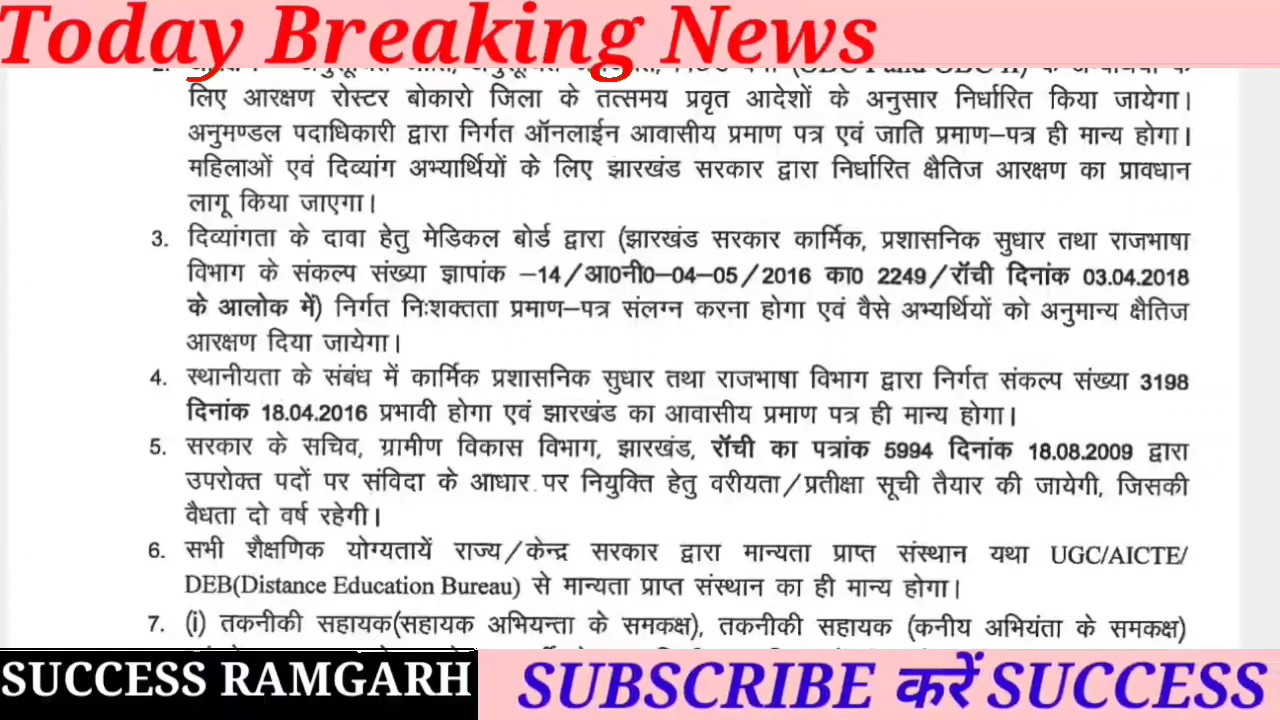 Today Breaking News
लिए आरक्षण रोस्टर बोकारो जिला के तत्समय प्रवृत आदेशों के अनुसार निर्धारित किया जायेगा।
अनुमण्डल पदाधिकारी द्वारा निर्गत ऑनलाईन आवासीय प्रमाण पत्र एवं जाति प्रमाण–पत्र ही मान्य होगा।
महिलाओं एवं दिव्यांग अभ्यार्थियों के लिए झारखंड सरकार द्वारा निर्धारित क्षैतिज आरक्षण का प्रावधान
लागू किया जाएगा।
3. दिव्यांगता के दावा हेतु मेडिकल बोर्ड द्वारा (झारखंड सरकार कार्मिक, प्रशासनिक सुधार तथा राजभाषा
विभाग के संकल्प संख्या ज्ञापांक –14/आ0नी0–04–05/2016 का0 2249/रॉची दिनांक 03.04.2018
के आलोक में) निर्गत निःशक्तता प्रमाण–पत्र संलग्न करना होगा एवं वैसे अभ्यर्थियों को अनुमान्य क्षैतिज
आरक्षण दिया जायेगा।
4. स्थानीयता के संबंध में कार्मिक प्रशासनिक सुधार तथा राजभाषा विभाग द्वारा निर्गत संकल्प संख्या 3198
दिनांक 18.04.2016 प्रभावी होगा एवं झारखंड का आवासीय प्रमाण पत्र ही मान्य होगा।
5. सरकार के सचिव, ग्रामीण विकास विभाग, झारखंड, रॉची का पत्रांक 5994 दिनांक 18.08.2009 द्वारा
उपरोक्त पदों पर संविदा के आधार पर नियुक्ति हेतु वरीयता/प्रतीक्षा सूची तैयार की जायेगी, जिसकी
वैधता दो वर्ष रहेगी।
6. सभी शैक्षणिक योग्यतायें राज्य/केन्द्र सरकार द्वारा मान्यता प्राप्त संस्थान यथा UGC/AICTE/
DEB(Distance Education Bureau) से मान्यता प्राप्त संस्थान का ही मान्य होगा।
7. (i) तकनीकी सहायक(सहायक अभियन्ता के समकक्ष), तकनीकी सहायक (कनीय अभियंता के समकक्ष)
SUCCESS RAMGARH
SUBSCRIBE करें SUCCESS